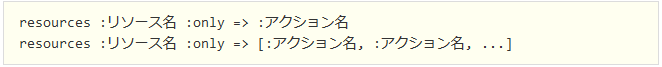 resources :リソース名 :only => :アクション名
resources :リソース名 :only => [:アクション名, :アクション名, ...]